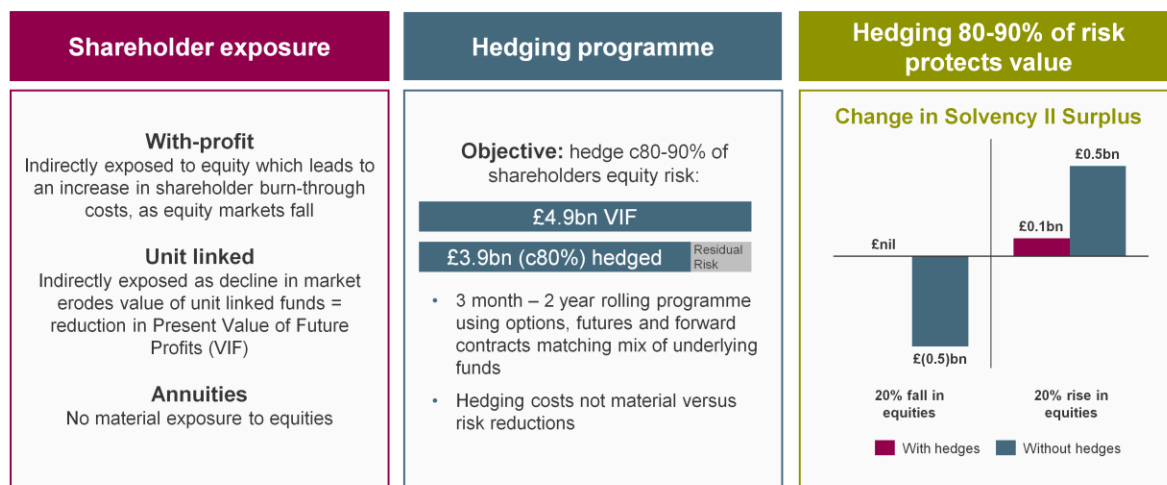 Shareholder exposure
With-profit
Indirectly exposed to equity which leads to
an increase in shareholder burn-through
costs, as equity markets fall
Unit linked
Indirectly exposed as decline in market
erodes value of unit linked funds =
reduction in Present Value of Future
Profits (VIF)
Annuities
No material exposure to equities
Hedging programme
Objective: hedge c80-90% of
shareholders equity risk:
£4.9bn VIF
£3.9bn (c80%) hedged
Residual
Risk
• 3 month – 2 year rolling programme
using options, futures and forward
contracts matching mix of underlying
funds
• Hedging costs not material versus
risk reductions
Hedging 80-90% of risk
protects value
Change in Solvency II Surplus
£0.5bn
£0.1bn
£nil
£(0.5)bn
20% fall in
equities
20% rise in
equities
With hedges
Without hedges